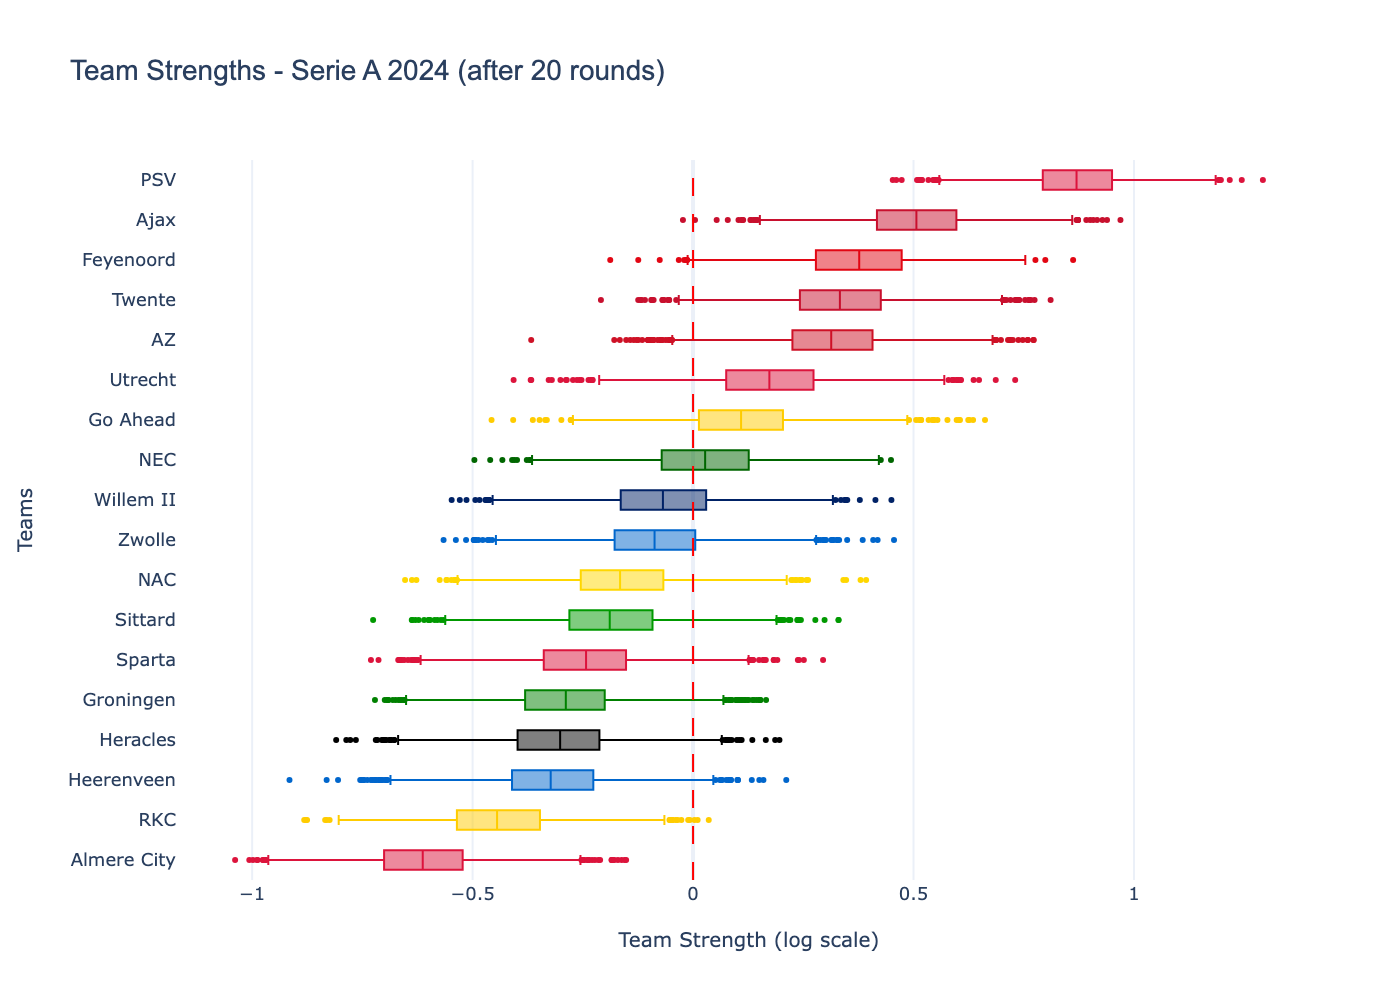 Team Strengths - Serie A 2024 (after 20 rounds)
PSV
Ajax
Feyenoord
Twente
AZ
Utrecht
Go Ahead
NEC
Willem II
Zwolle
NAC
Sittard
Sparta
Groningen
Heracles
Heerenveen
RKC
Almere City
Teams
−1 −0.5 0 0.5 1
Team Strength (log scale)